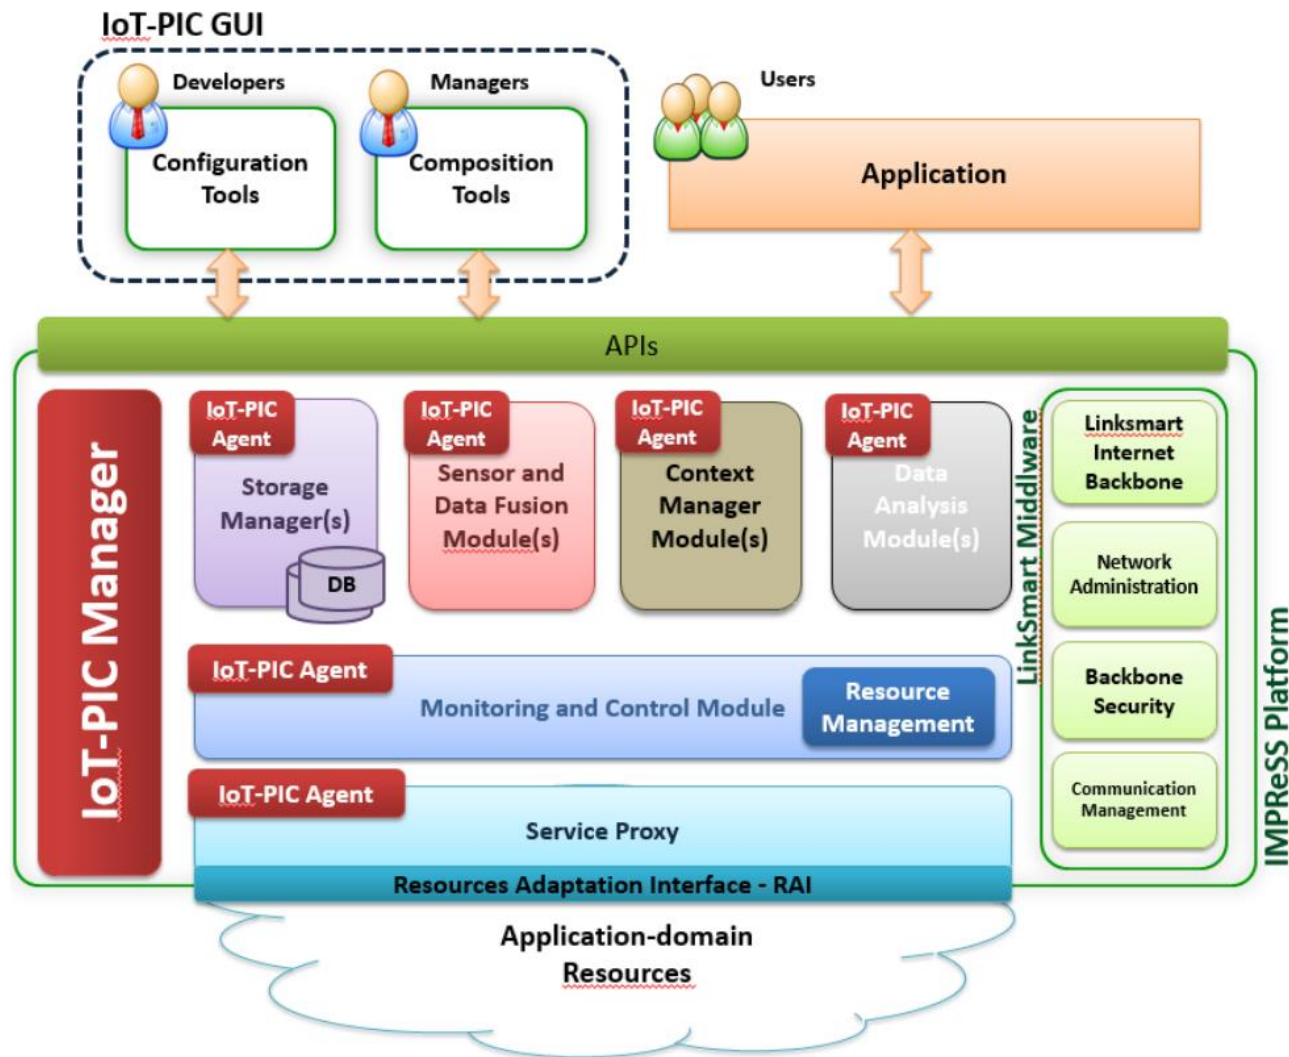 IoT-PIC GUI
Developers
Managers
Users
Configuration
Tools
Composition
Tools
Application
APIs
IoT-PIC Manager
IoT-PIC
Agent
Storage
Manager(s)
DB
IoT-PIC
Agent
Sensor and
Data Fusion
Module(s)
IoT-PIC
Agent
Context
Manager
Module(s)
IoT-PIC
Agent
Data
Analysis
Module(s)
LinkSmart Middlware
Linksmart
Internet
Backbone
Network
Administration
Backbone
Security
Communication
Management
IMPReSS Platform
IoT-PIC Agent
Monitoring and Control Module
Resource
Management
IoT-PIC Agent
Service Proxy
Resources Adaptation Interface - RAI
Application-domain
Resources